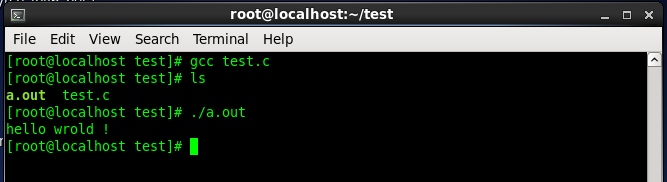 root@localhost:~/test
File Edit View Search Terminal Help
[root@localhost test]# gcc test.c
[root@localhost test]# ls
a.out  test.c
[root@localhost test]# ./a.out
hello wrold !
[root@localhost test]#